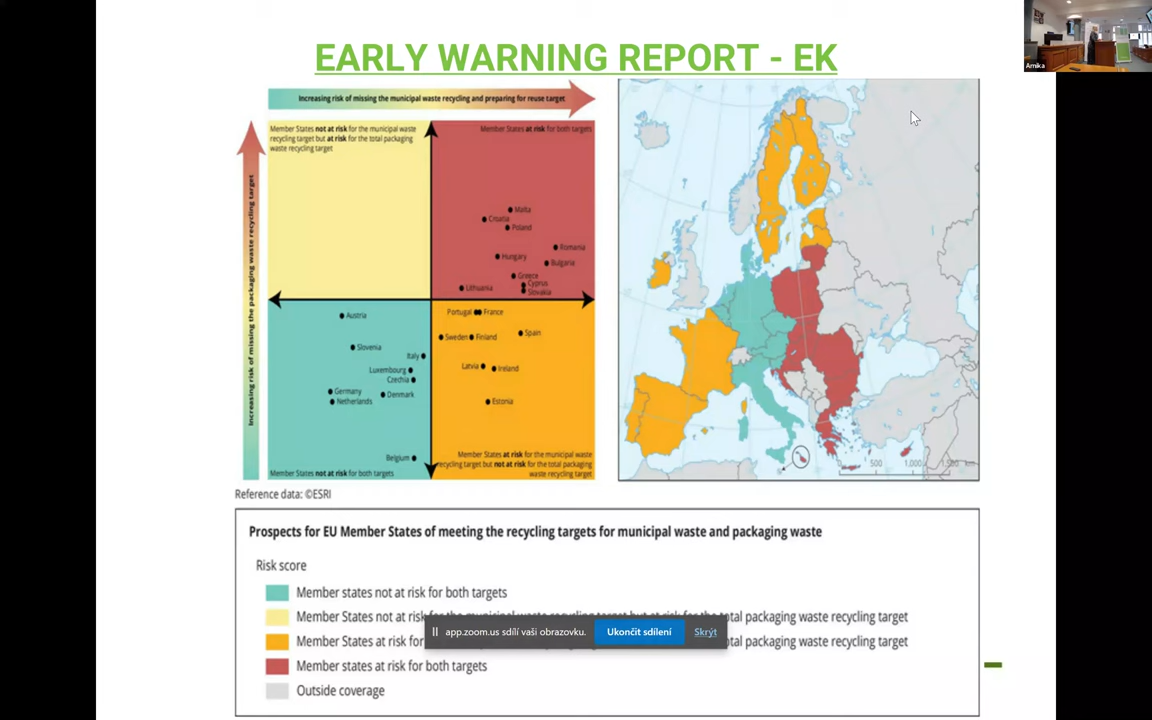 EARLY WARNING REPORT - EK
Arnika
Increasing risk of missing the municipal waste recycling and preparing for reuse target
Increasing risk of missing the packaging waste recycling target
Member States not at risk for the municipal waste
recycling target but at risk for the total packaging
waste recycling target
Member States at risk for both targets
Malta
Croatia
Poland
Romania
Hungary
Bulgaria
Greece
Cyprus
Lithuania
Slovakia
Austria
Portugal
France
Spain
Sweden
Finland
Slovenia
Italy
Latvia
Ireland
Luxembourg
Czechia
Germany
Denmark
Netherlands
Estonia
Belgium
Member States not at risk for both targets
Member States at risk for the municipal waste
recycling target but not at risk for the total packaging
waste recycling target
500
1,000
Reference data: ©ESRI
Prospects for EU Member States of meeting the recycling targets for municipal waste and packaging waste
Risk score
Member states not at risk for both targets
Member States not at risk total packaging waste recycling target
Member States at risk for total packaging waste recycling target
Member states at risk for both targets
Outside coverage
app.zoom.us sdílí vaši obrazovku.
Ukončit sdílení
Skrýt